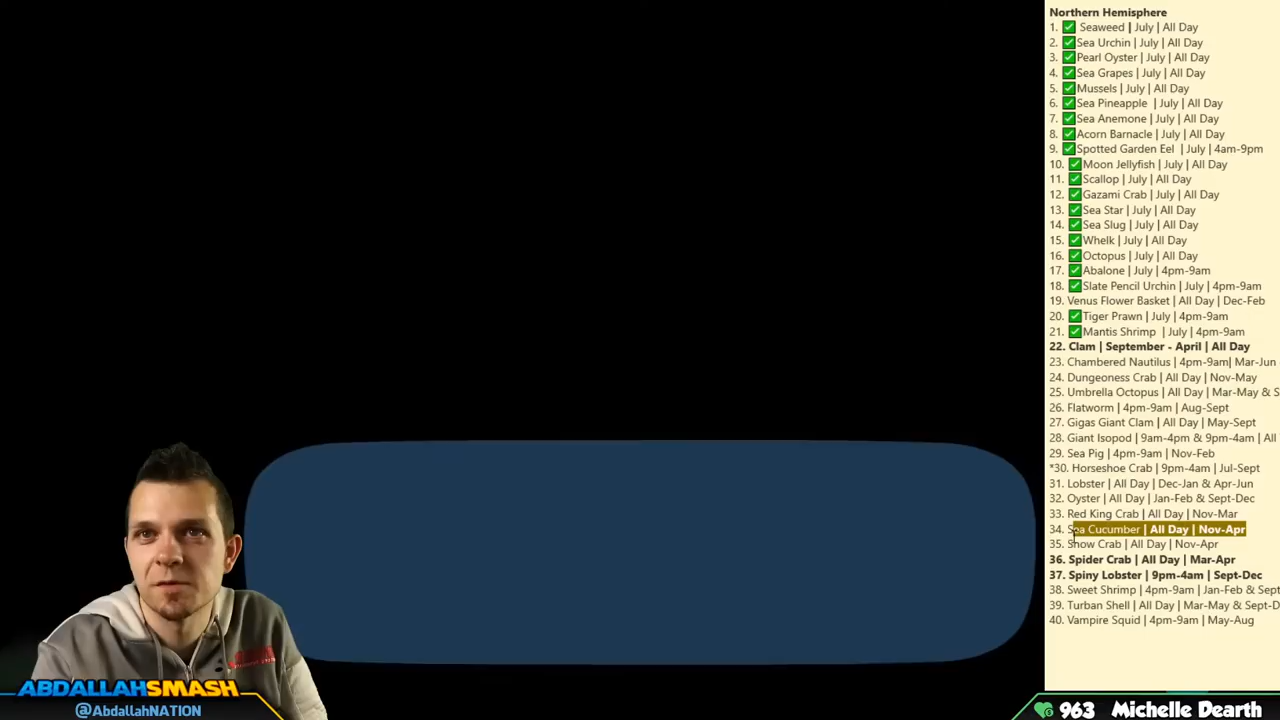 Northern Hemisphere
1. ✅ Seaweed | July | All Day
2. ✅Sea Urchin | July | All Day
3. ✅Pearl Oyster | July | All Day
4. ✅Sea Grapes | July | All Day
5. ✅Mussels | July | All Day
6. ✅Sea Pineapple | July | All Day
7. ✅Sea Anemone | July | All Day
8. ✅Acorn Barnacle | July | All Day
9. ✅Spotted Garden Eel | July | 4am-9pm
10. ✅Moon Jellyfish | July | All Day
11. ✅Scallop | July | All Day
12. ✅Gazami Crab | July | All Day
13. ✅Sea Star | July | All Day
14. ✅Sea Slug | July | All Day
15. ✅Whelk | July | All Day
16. ✅Octopus | July | All Day
17. ✅Abalone | July | 4pm-9am
18. ✅Slate Pencil Urchin | July | 4pm-9am
19. Venus Flower Basket | All Day | Dec-Feb
20. ✅Tiger Prawn | July | 4pm-9am
21. ✅Mantis Shrimp | July | 4pm-9am
22. Clam | September - April | All Day
23. Chambered Nautilus | 4pm-9am| Mar-Jun
24. Dungeoness Crab | All Day | Nov-May
25. Umbrella Octopus | All Day | Mar-May & S
26. Flatworm | 4pm-9am | Aug-Sept
27. Gigas Giant Clam | All Day | May-Sept
28. Giant Isopod | 9am-4pm & 9pm-4am | All
29. Sea Pig | 4pm-9am | Nov-Feb
*30. Horseshoe Crab | 9pm-4am | Jul-Sept
31. Lobster | All Day | Dec-Jan & Apr-Jun
32. Oyster | All Day | Jan-Feb & Sept-Dec
33. Red King Crab | All Day | Nov-Mar
34. Sea Cucumber | All Day | Nov-Apr
35. Snow Crab | All Day | Nov-Apr
36. Spider Crab | All Day | Mar-Apr
37. Spiny Lobster | 9pm-4am | Sept-Dec
38. Sweet Shrimp | 4pm-9am | Jan-Feb & Sept
39. Turban Shell | All Day | Mar-May & Sept-D
40. Vampire Squid | 4pm-9am | May-Aug
ABDALLAHSMASH
@AbdallahNATION
963 Michelle Dearth